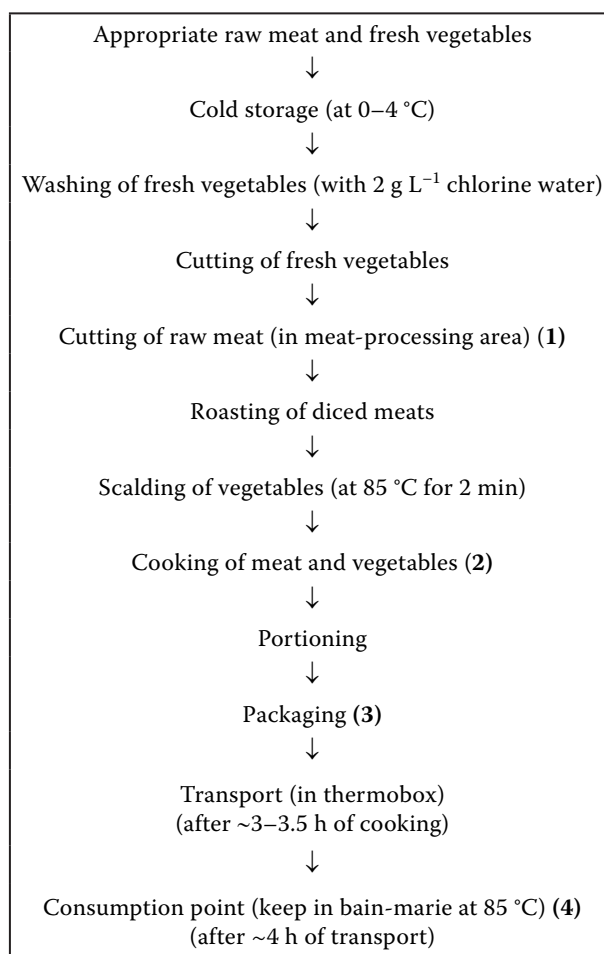 Appropriate raw meat and fresh vegetables
↓
Cold storage (at 0–4 °C)
↓
Washing of fresh vegetables (with 2 g L⁻¹ chlorine water)
↓
Cutting of fresh vegetables
↓
Cutting of raw meat (in meat-processing area) (1)
↓
Roasting of diced meats
↓
Scalding of vegetables (at 85 °C for 2 min)
↓
Cooking of meat and vegetables (2)
↓
Portioning
↓
Packaging (3)
↓
Transport (in thermobox)
(after ~3–3.5 h of cooking)
↓
Consumption point (keep in bain-marie at 85 °C) (4)
(after ~4 h of transport)